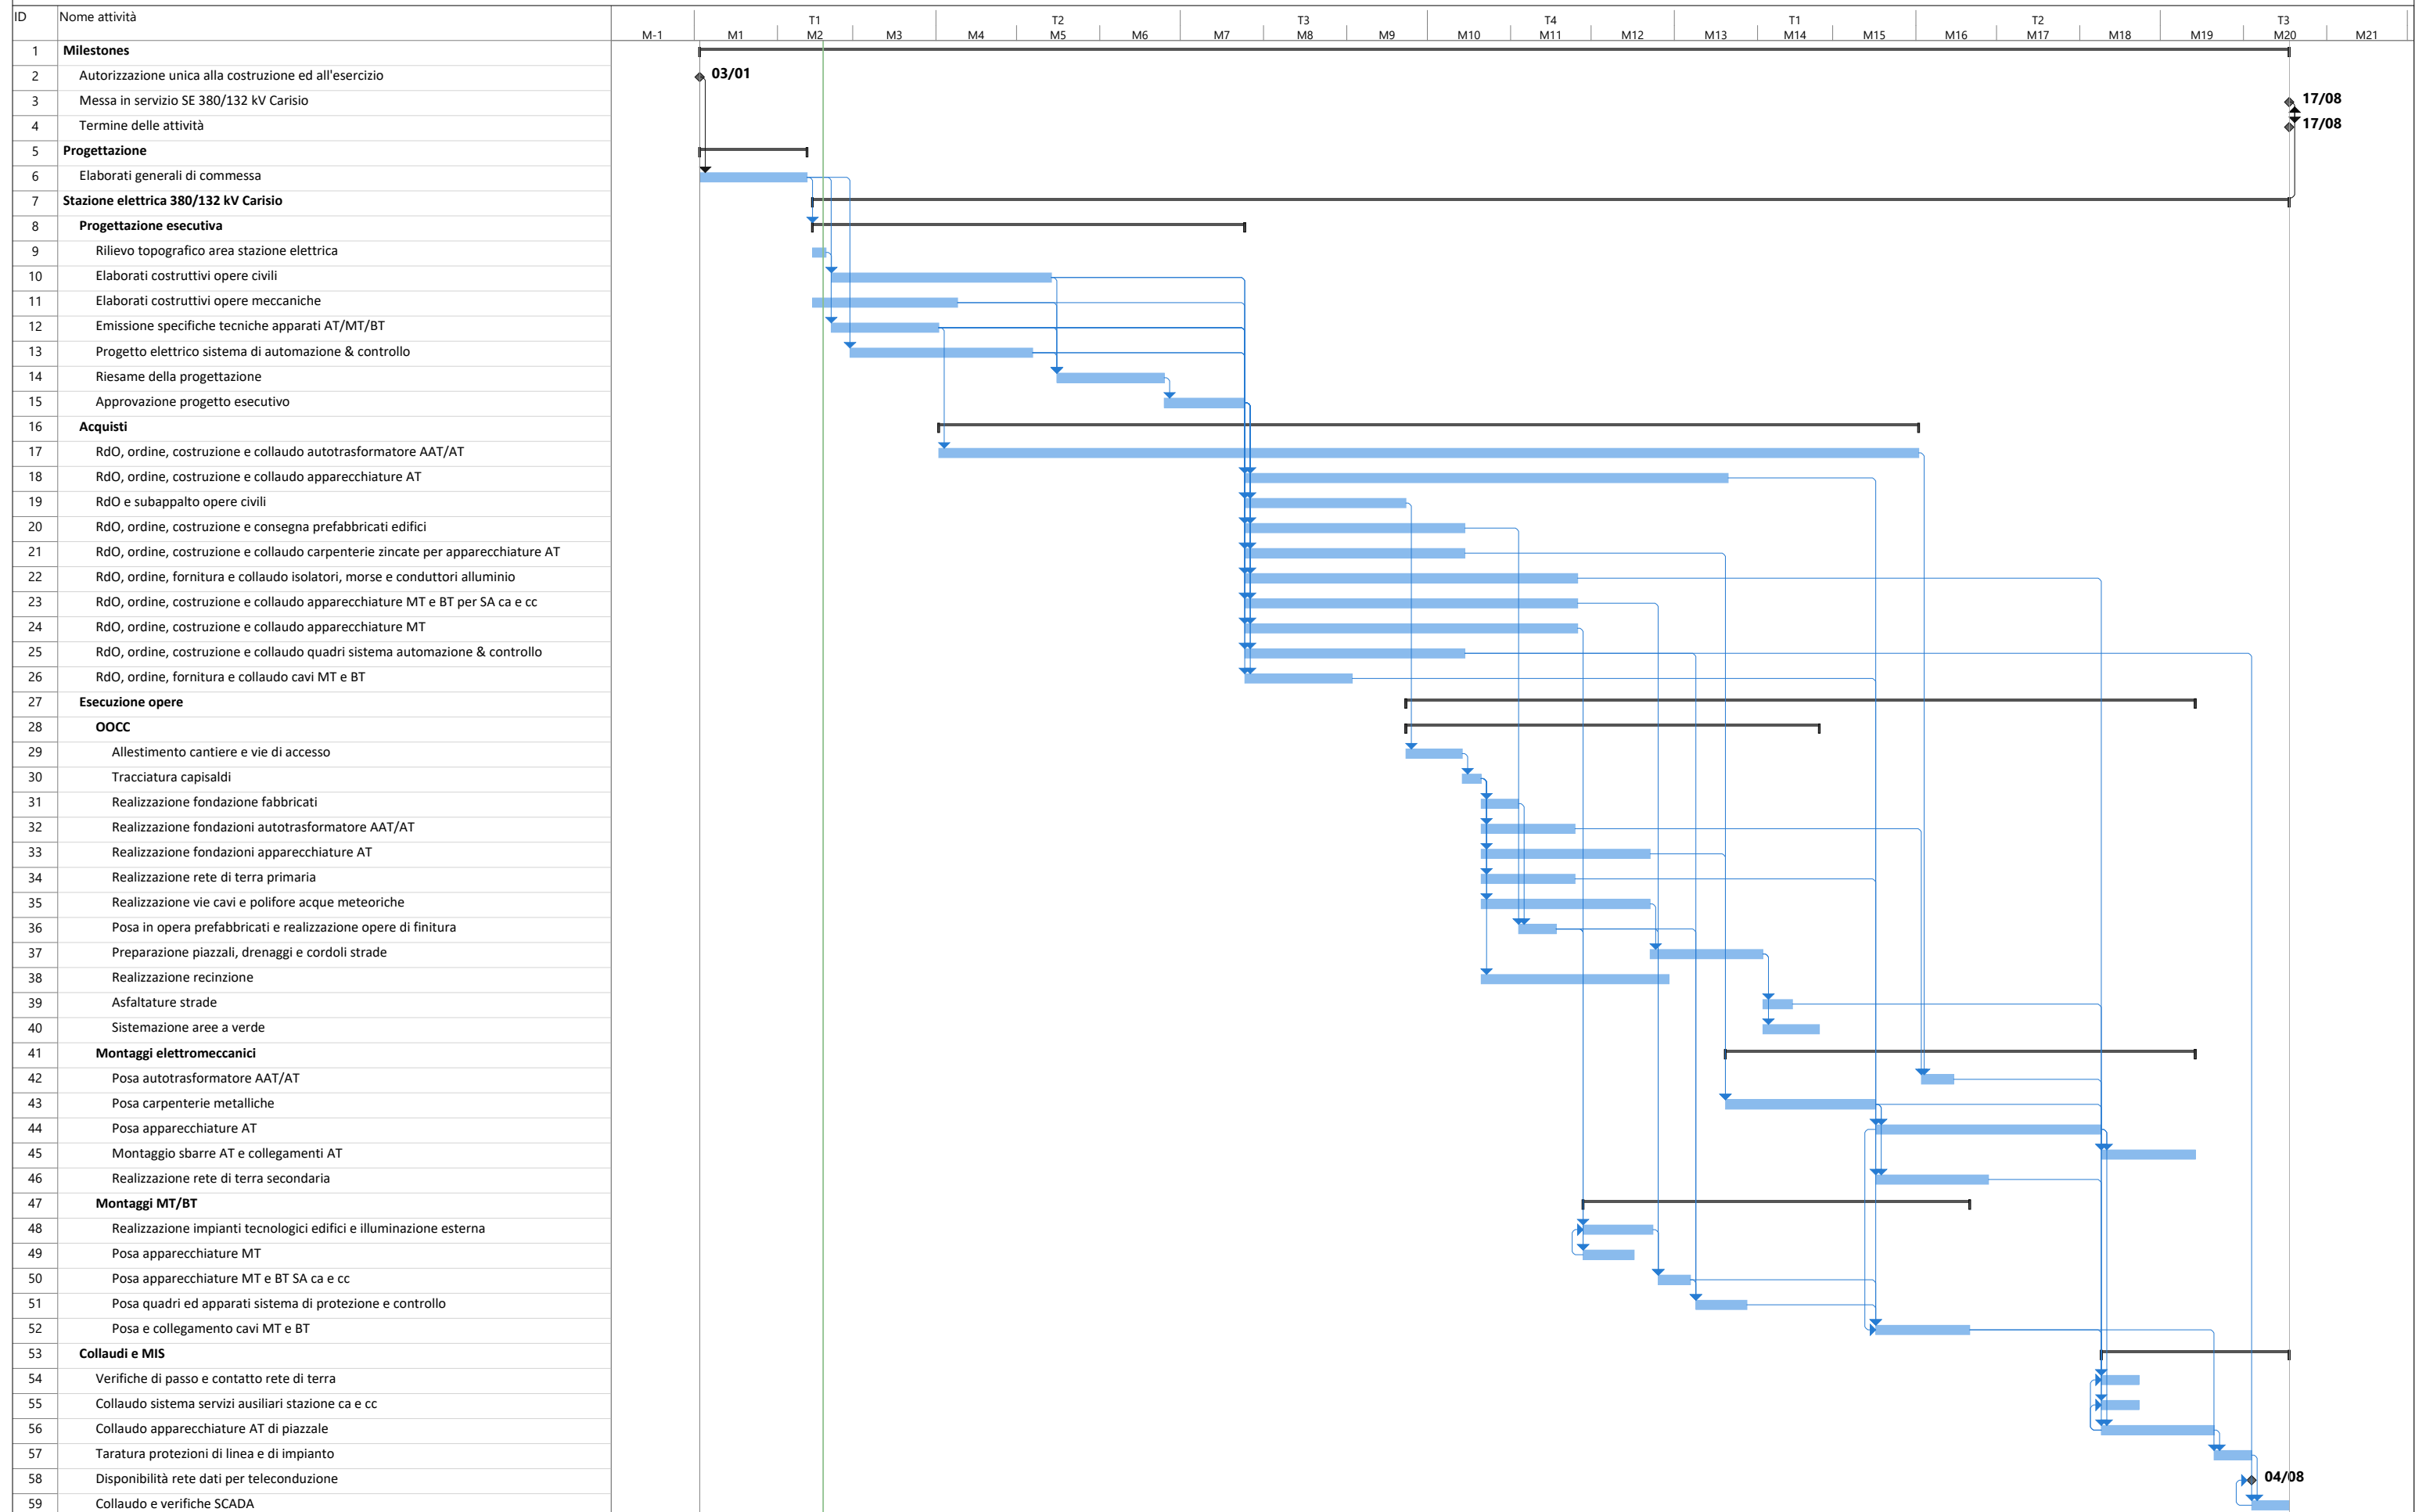 ID Nome attività
T1 T2 T3 T4 T1 T2 T3
M-1 M1 M2 M3 M4 M5 M6 M7 M8 M9 M10 M11 M12 M13 M14 M15 M16 M17 M18 M19 M20 M21
1 Milestones
2 Autorizzazione unica alla costruzione ed all'esercizio 03/01
3 Messa in servizio SE 380/132 kV Carisio 17/08
4 Termine delle attività 17/08
5 Progettazione
6 Elaborati generali di commessa
7 Stazione elettrica 380/132 kV Carisio
8 Progettazione esecutiva
9 Rilievo topografico area stazione elettrica
10 Elaborati costruttivi opere civili
11 Elaborati costruttivi opere meccaniche
12 Emissione specifiche tecniche apparati AT/MT/BT
13 Progetto elettrico sistema di automazione & controllo
14 Riesame della progettazione
15 Approvazione progetto esecutivo
16 Acquisti
17 RdO, ordine, costruzione e collaudo autotrasformatore AAT/AT
18 RdO, ordine, costruzione e collaudo apparecchiature AT
19 RdO e subappalto opere civili
20 RdO, ordine, costruzione e consegna prefabbricati edifici
21 RdO, ordine, costruzione e collaudo carpenterie zincate per apparecchiature AT
22 RdO, ordine, fornitura e collaudo isolatori, morse e conduttori alluminio
23 RdO, ordine, costruzione e collaudo apparecchiature MT e BT per SA ca e cc
24 RdO, ordine, costruzione e collaudo apparecchiature MT
25 RdO, ordine, costruzione e collaudo quadri sistema automazione & controllo
26 RdO, ordine, fornitura e collaudo cavi MT e BT
27 Esecuzione opere
28 OOCC
29 Allestimento cantiere e vie di accesso
30 Tracciatura capisaldi
31 Realizzazione fondazione fabbricati
32 Realizzazione fondazioni autotrasformatore AAT/AT
33 Realizzazione fondazioni apparecchiature AT
34 Realizzazione rete di terra primaria
35 Realizzazione vie cavi e polifore acque meteoriche
36 Posa in opera prefabbricati e realizzazione opere di finitura
37 Preparazione piazzali, drenaggi e cordoli strade
38 Realizzazione recinzione
39 Asfaltature strade
40 Sistemazione aree a verde
41 Montaggi elettromeccanici
42 Posa autotrasformatore AAT/AT
43 Posa carpenterie metalliche
44 Posa apparecchiature AT
45 Montaggio sbarre AT e collegamenti AT
46 Realizzazione rete di terra secondaria
47 Montaggi MT/BT
48 Realizzazione impianti tecnologici edifici e illuminazione esterna
49 Posa apparecchiature MT
50 Posa apparecchiature MT e BT SA ca e cc
51 Posa quadri ed apparati sistema di protezione e controllo
52 Posa e collegamento cavi MT e BT
53 Collaudi e MIS
54 Verifiche di passo e contatto rete di terra
55 Collaudo sistema servizi ausiliari stazione ca e cc
56 Collaudo apparecchiature AT di piazzale
57 Taratura protezioni di linea e di impianto
58 Disponibilità rete dati per teleconduzione 04/08
59 Collaudo e verifiche SCADA